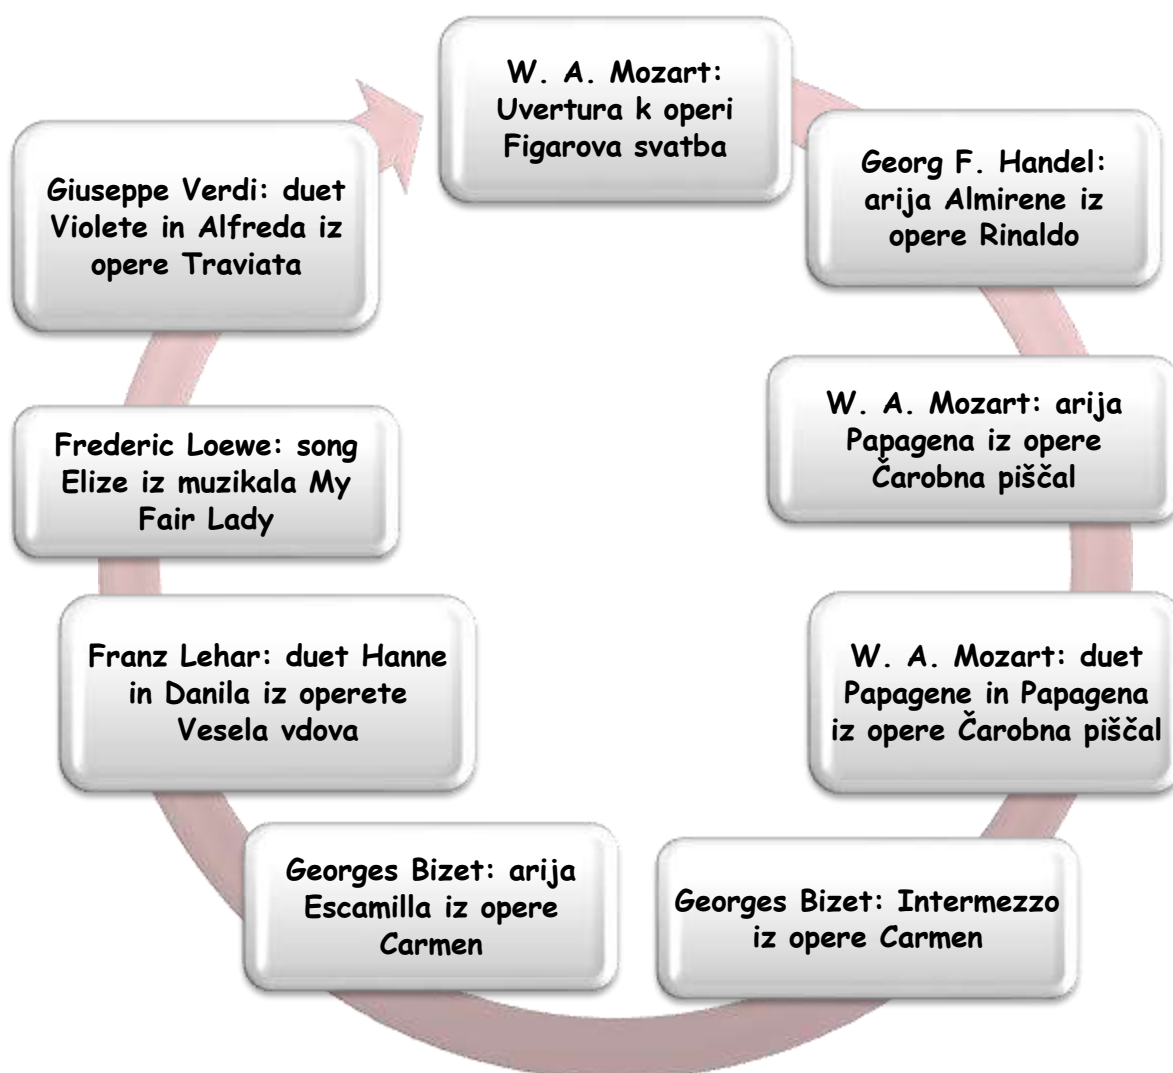 W. A. Mozart:
Uvertura k operi
Figarova svatba
Georg F. Handel:
arija Almirene iz
opere Rinaldo
W. A. Mozart: arija
Papagena iz opere
Čarobna piščal
W. A. Mozart: duet
Papagene in Papagena
iz opere Čarobna piščal
Georges Bizet: Intermezzo
iz opere Carmen
Georges Bizet: arija
Escamilla iz opere
Carmen
Franz Lehar: duet Hanne
in Danila iz operete
Vesela vdova
Frederic Loewe: song
Elize iz muzikala My
Fair Lady
Giuseppe Verdi: duet
Violete in Alfreda iz
opere Traviata